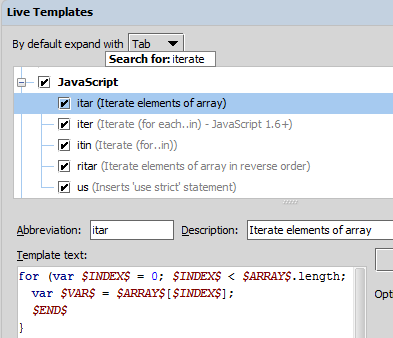 Live Templates
By default expand with Tab
Search for: iterate
JavaScript
itar (Iterate elements of array)
iter (Iterate (for each..in) - JavaScript 1.6+)
itin (Iterate (for..in))
ritar (Iterate elements of array in reverse order)
us (Inserts 'use strict' statement)
Abbreviation: itar Description: Iterate elements of array
Template text:
for (var $INDEX$ = 0; $INDEX$ < $ARRAY$.length;
var $VAR$ = $ARRAY$[$INDEX$];
Opti
$END$
}